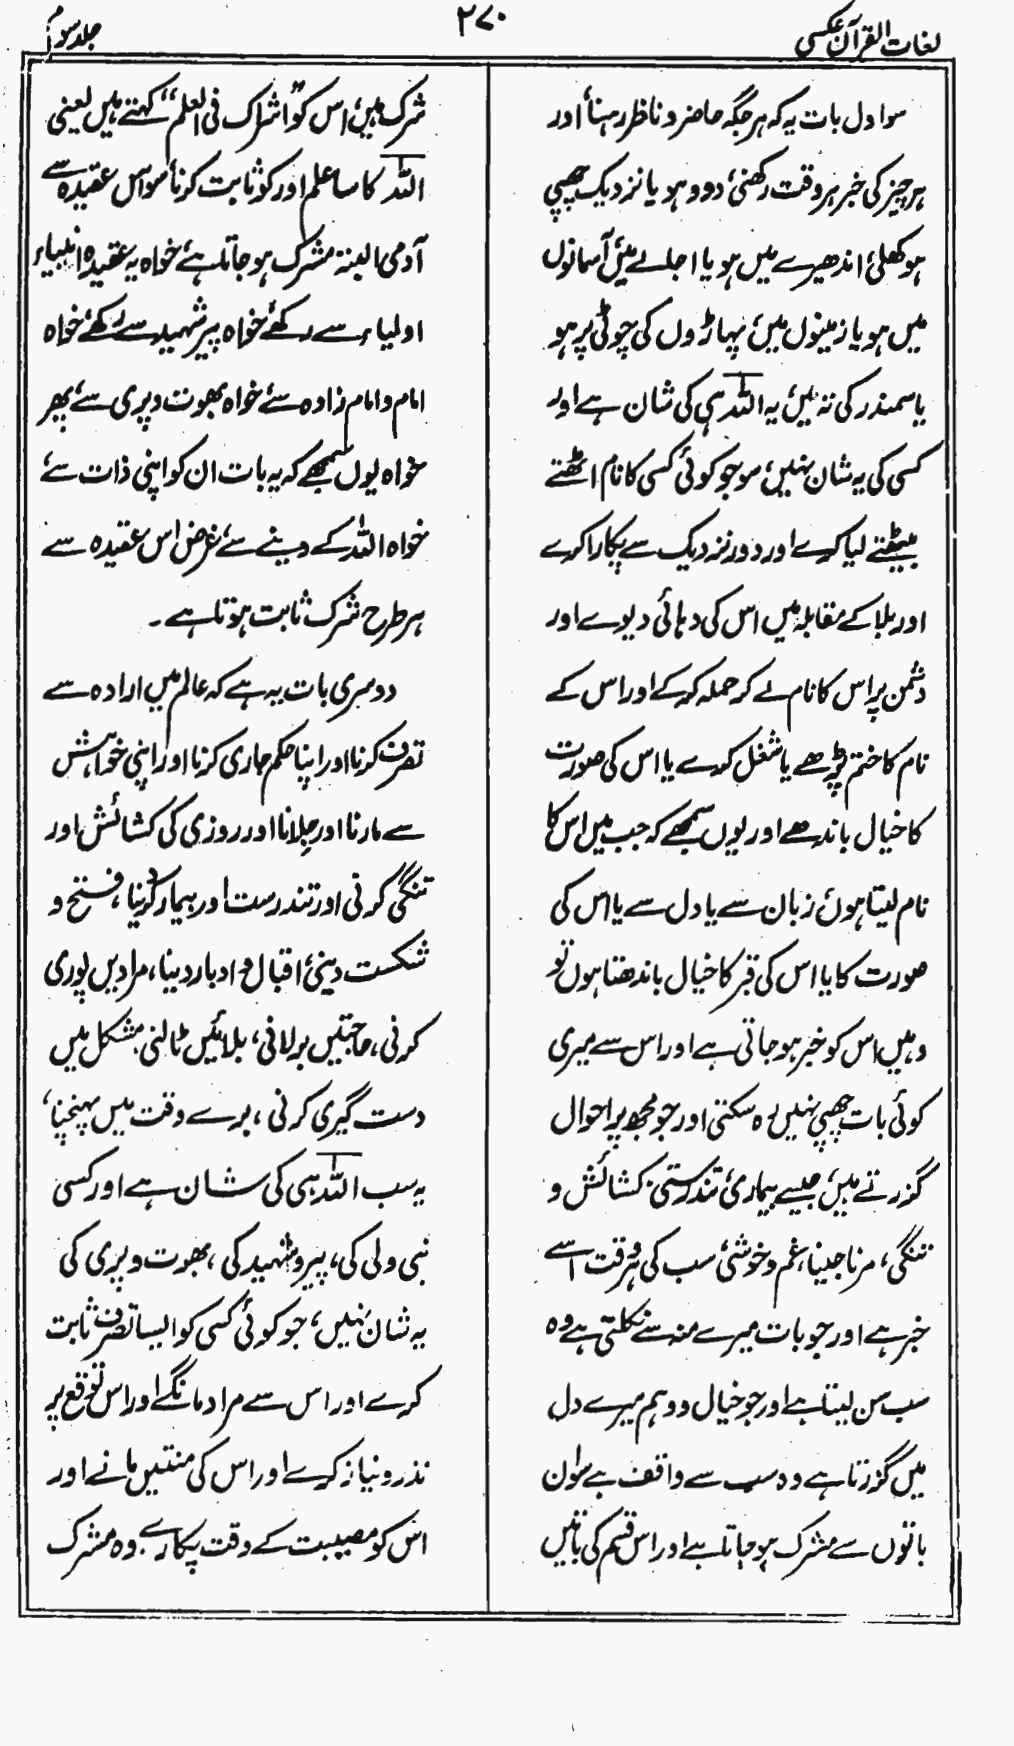 لغات القرآن عکسی
۲۷۰
جلد سوم
سو اول بات یہ کہ ہر جگہ حاضر و ناظر رہنا، اور
ہر چیز کی خبر ہر وقت رکھنی، دور ہو یا نزدیک چھپی
ہو کھلی، اندھیرے میں ہو یا اجالے میں، آسمانوں
میں ہو یا زمینوں میں، پہاڑوں کی چوٹی پر ہو
یا سمندر کی تہ میں، یہ اللہ ہی کی شان ہے اور
کسی کی یہ شان نہیں، سو جو کوئی کسی کا نام اٹھتے
بیٹھتے لیا کرے اور دور نزدیک سے پکارا کرے
اور بلا کے مقابلہ میں اس کی دہائی دیوے اور
دشمن پر اس کا نام لے کر حملہ کرے اور اس کے
نام کا ختم پڑھے یا شغل کرے یا اس کی صورت
کا خیال باندھے اور یوں سمجھے کہ جب میں اس کا
نام لیتا ہوں، زبان سے یا دل سے یا اس کی
صورت کا یا اس کی قبر کا خیال باندھتا ہوں تو
وہیں اس کو خبر ہو جاتی ہے اور اس سے میری
کوئی بات چھپی نہیں رہ سکتی اور جو مجھ پر احوال
گزرتے ہیں، جیسے بیماری، تندرستی، کشائش و
تنگی، مرنا جینا، غم و خوشی، سب کی ہر وقت اسے
خبر ہے اور جو بات میرے منہ سے نکلتی ہے وہ
سب سن لیتا ہے اور جو خیال و وہم میرے دل
میں گزرتا ہے وہ سب سے واقف ہے سو ان
باتوں سے مشرک ہو جاتا ہے اور اس قسم کی باتیں
شرک ہیں، اس کو "اشراک فی العلم" کہتے ہیں یعنی
اللہ کا سا علم اور کو ثابت کرنا، سو اس عقیدہ سے
آدمی البتہ مشرک ہو جاتا ہے، خواہ یہ عقیدہ انبیاء
اولیاء سے رکھے، خواہ پیر شہید سے رکھے، خواہ
امام و امام زادہ سے، خواہ بھوت و پری سے، پھر
خواہ یوں سمجھے کہ یہ بات ان کو اپنی ذات سے،
خواہ اللہ کے دینے سے، غرض اس عقیدہ سے
ہر طرح شرک ثابت ہوتا ہے۔
دوسری بات یہ ہے کہ عالم میں ارادہ سے
تصرف کرنا اور اپنا حکم جاری کرنا اور اپنی خواہش
سے مارنا اور جلانا اور روزی کی کشائش اور
تنگی کرنی اور تندرست اور بیمار کر دینا، فتح و
شکست دینی، اقبال و ادبار دینا، مرادیں پوری
کرنی، حاجتیں برلانی، بلائیں ٹالنی مشکل میں
دست گیری کرنی، برے وقت میں پہنچنا،
یہ سب اللہ ہی کی شان ہے اور کسی
نبی ولی کی، پیر و شہید کی، بھوت و پری کی
یہ شان نہیں، جو کوئی کسی کو ایسا تصرف ثابت
کرے اور اس سے مراد مانگے اور اس توقع پر
نذر و نیاز کرے اور اس کی منتیں مانے اور
اس کو مصیبت کے وقت پکارے، وہ مشرک